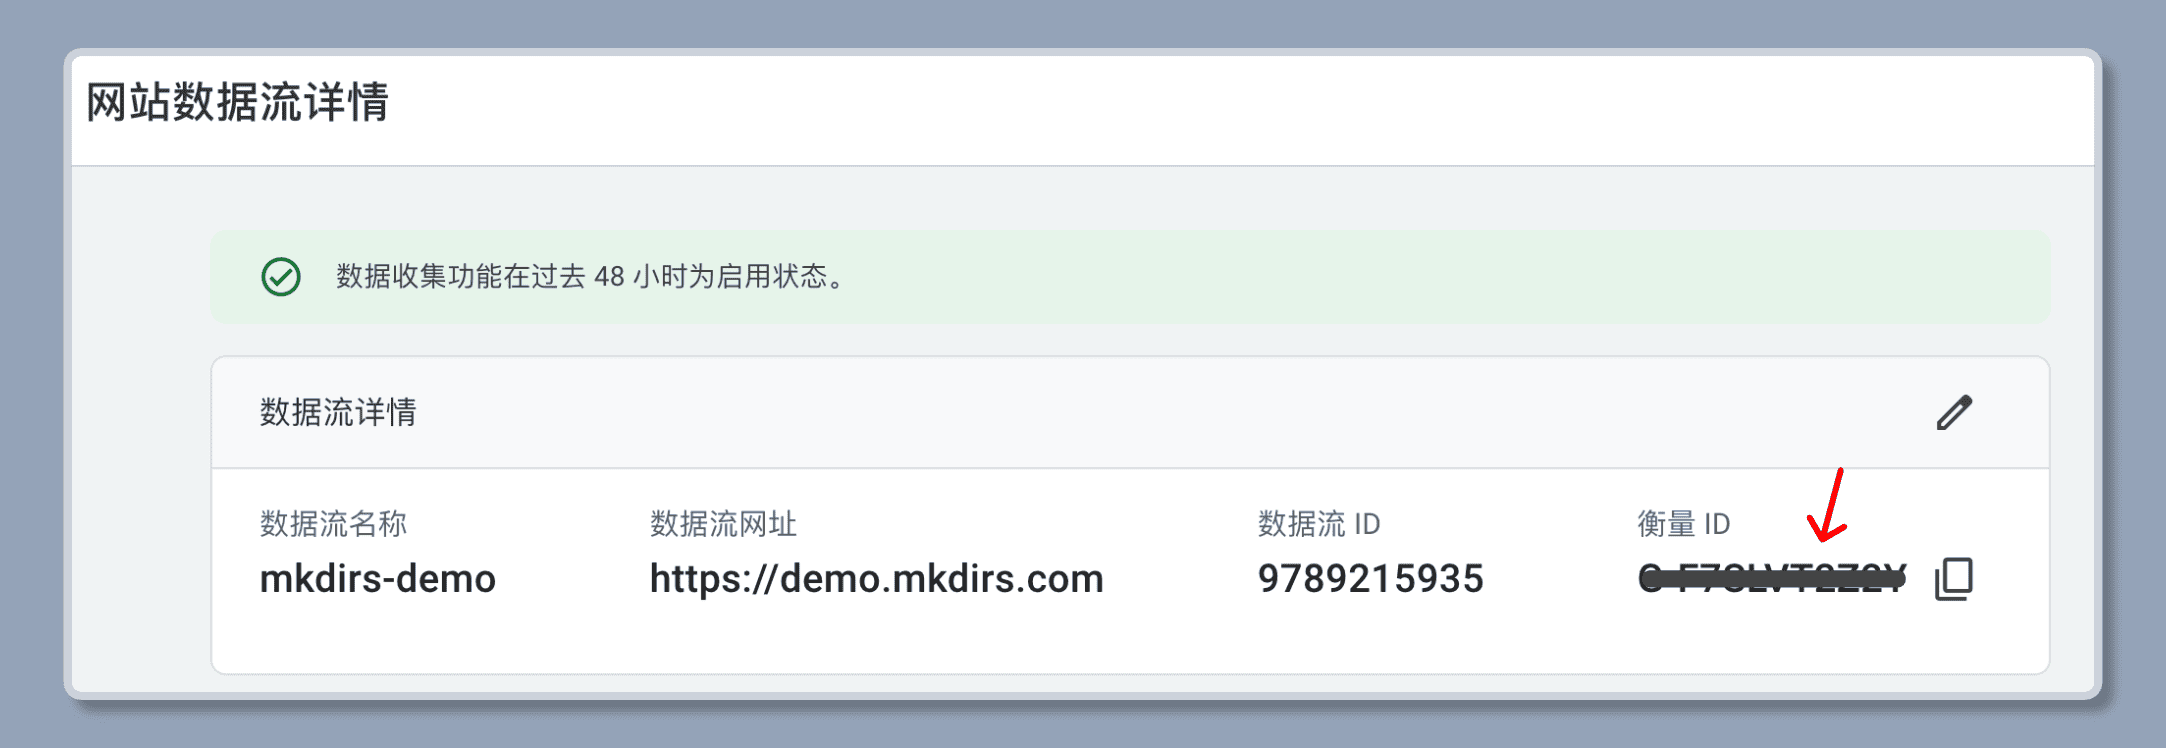 网站数据流详情
数据收集功能在过去 48 小时为启用状态。
数据流详情
数据流名称 数据流网址 数据流 ID 衡量 ID
mkdirs-demo https://demo.mkdirs.com 9789215935